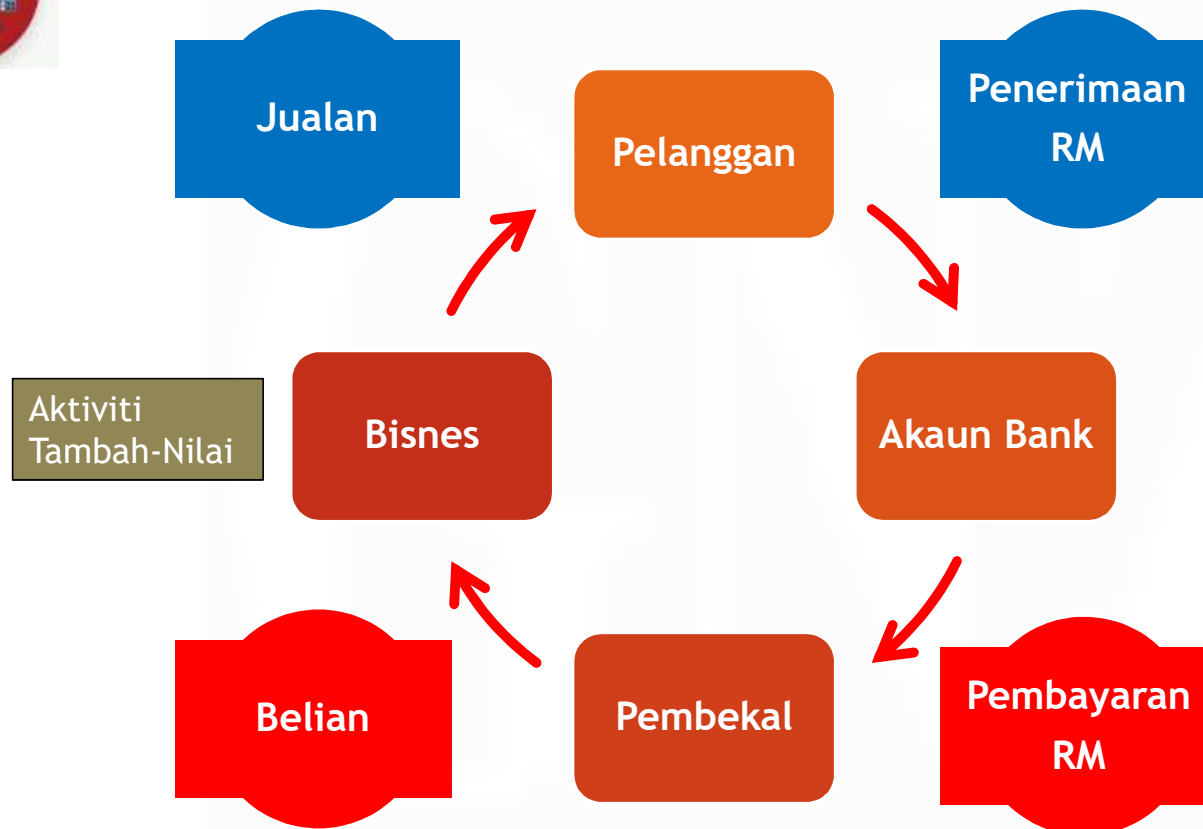 Jualan
Pelanggan
Penerimaan
RM
Aktiviti
Tambah-Nilai
Bisnes
Akaun Bank
Belian
Pembekal
Pembayaran
RM